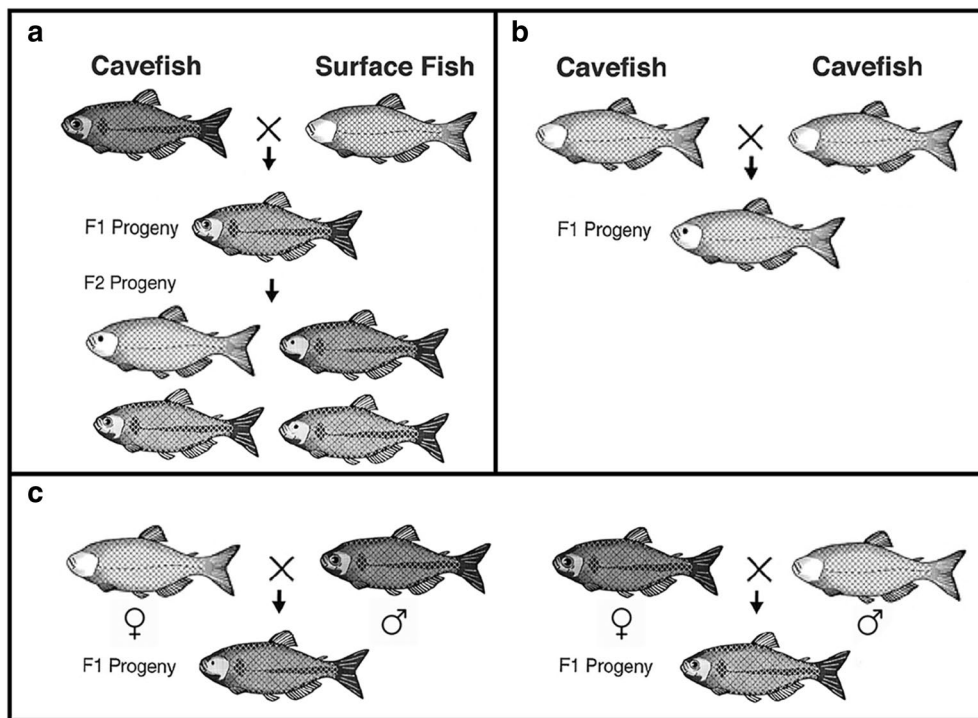 a
Cavefish Surface Fish
F1 Progeny
F2 Progeny
b
Cavefish Cavefish
F1 Progeny
c
♀ ♂ ♀ ♂
F1 Progeny F1 Progeny